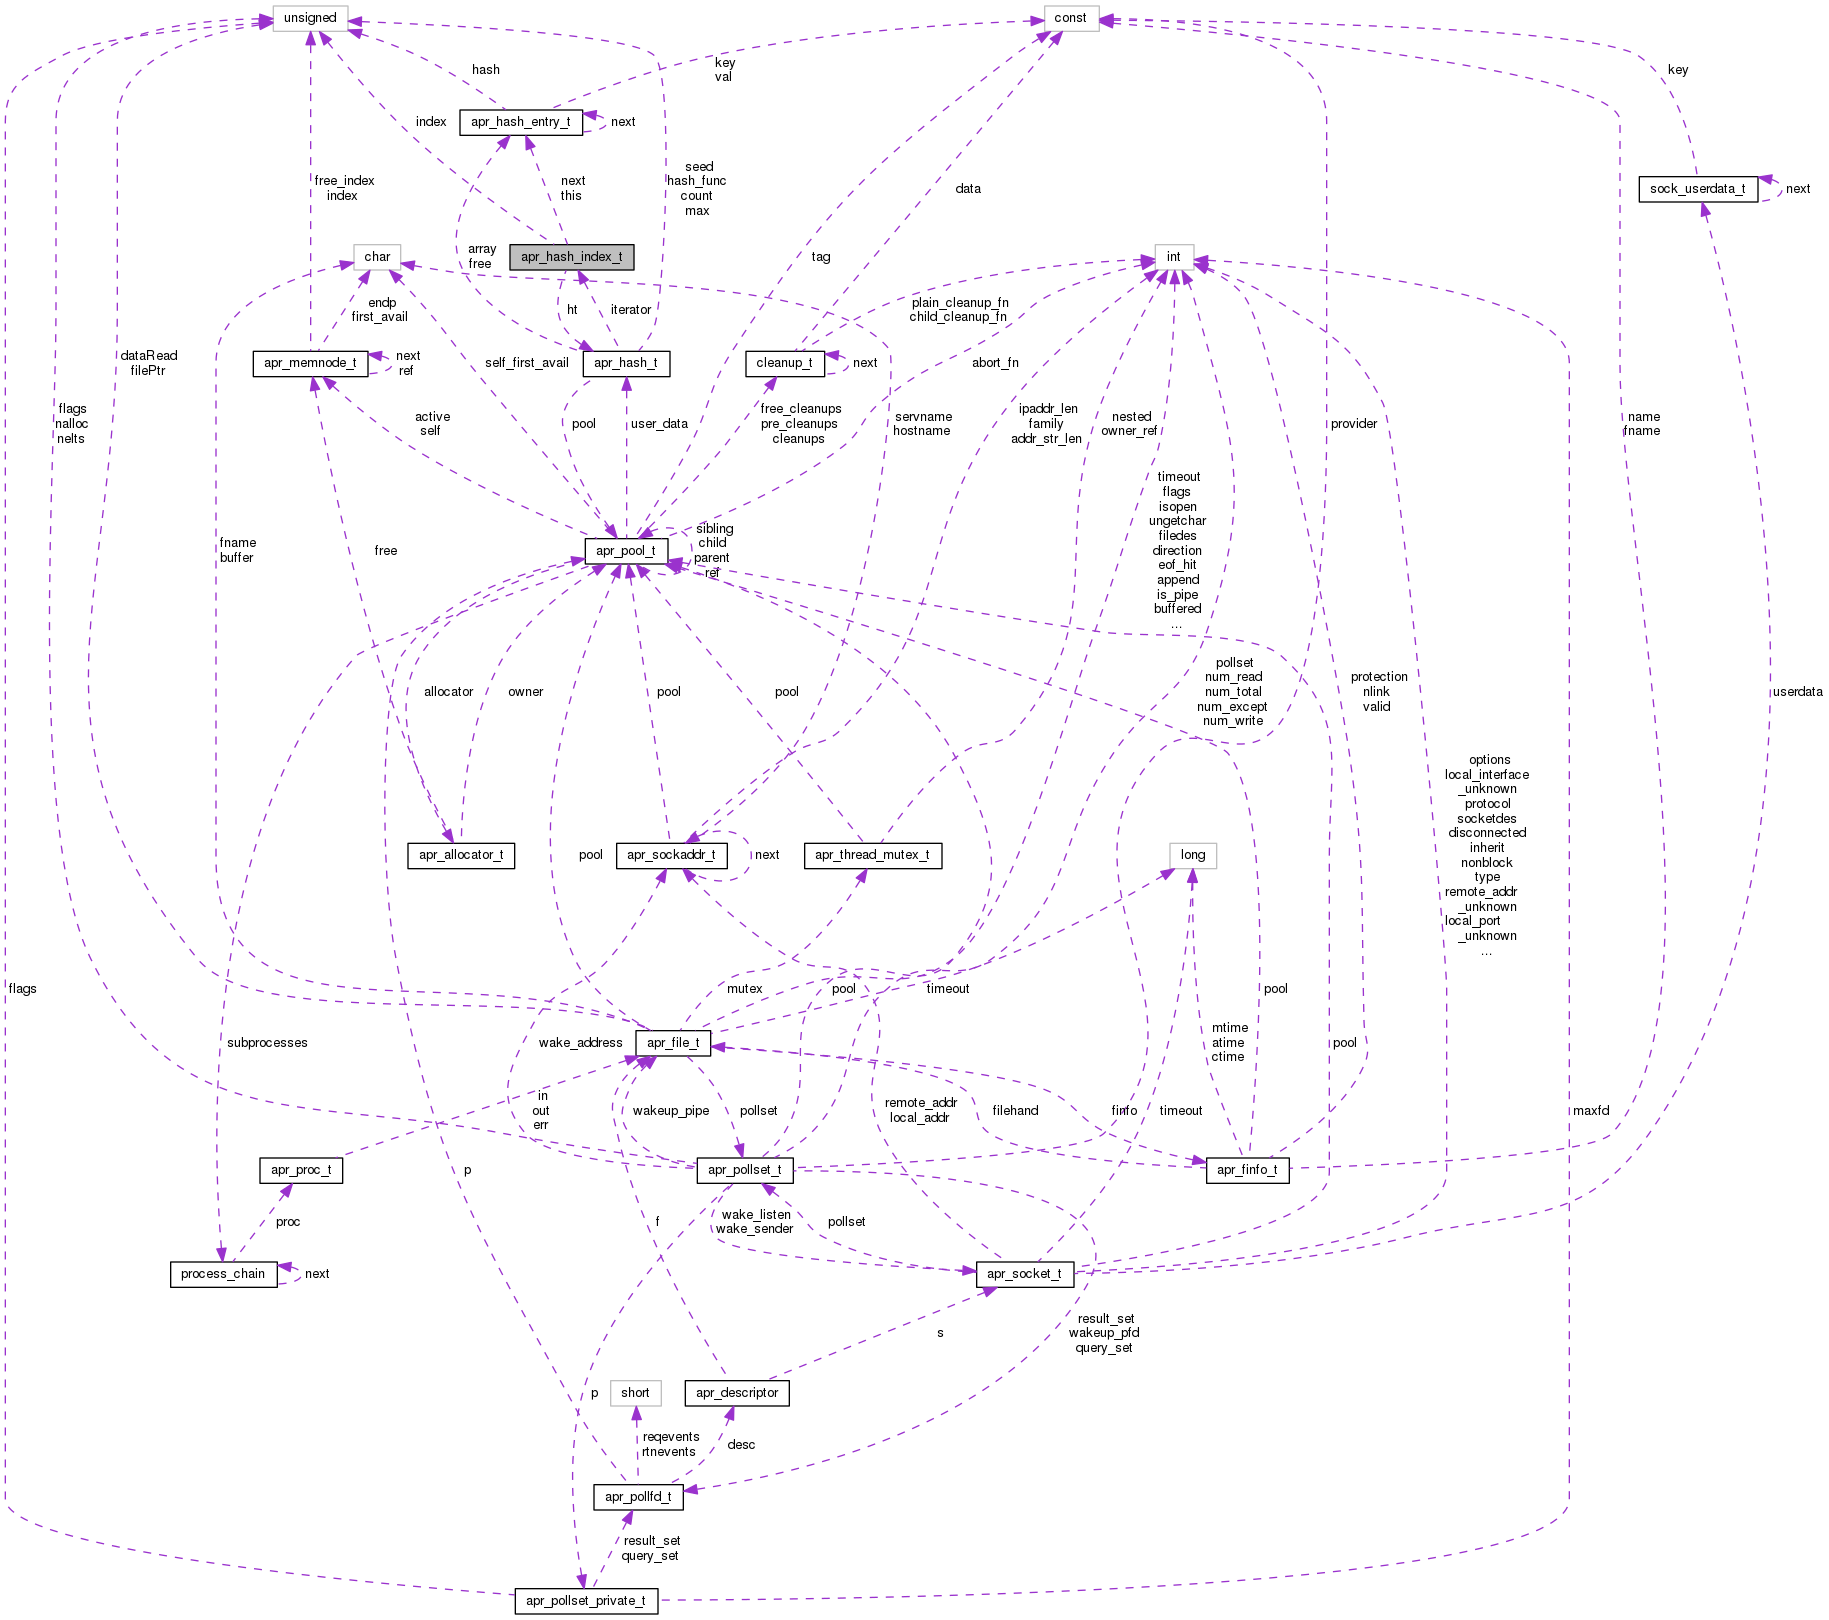 unsigned
const
hash
key
val
key
apr_hash_entry_t
next
index
seed
hash_func
count
max
free_index
index
next
this
data
sock_userdata_t
next
array
free
char
apr_hash_index_t
tag
int
endp
first_avail
ht
iterator
plain_cleanup_fn
child_cleanup_fn
dataRead
filePtr
apr_memnode_t
next
ref
self_first_avail
apr_hash_t
cleanup_t
next
abort_fn
flags
nalloc
nelts
active
self
pool
user_data
free_cleanups
pre_cleanups
cleanups
servname
hostname
ipaddr_len
family
addr_str_len
nested
owner_ref
provider
name
fname
timeout
flags
isopen
ungetchar
filedes
direction
eof_hit
append
is_pipe
buffered
...
fname
buffer
free
apr_pool_t
sibling
child
parent
ref
allocator
owner
pool
pool
pollset
num_read
num_total
num_except
num_write
protection
nlink
valid
userdata
options
local_interface
_unknown
protocol
socketdes
disconnected
inherit
nonblock
type
remote_addr
_unknown
local_port
_unknown
...
apr_allocator_t
pool
apr_sockaddr_t
next
apr_thread_mutex_t
long
flags
mutex
pool
timeout
pool
subprocesses
wake_address
apr_file_t
mtime
atime
ctime
pool
in
out
err
wakeup_pipe
pollset
remote_addr
local_addr
filehand
finfo
timeout
maxfd
apr_proc_t
p
apr_pollset_t
apr_finfo_t
proc
f
wake_listen
wake_sender
pollset
process_chain
next
apr_socket_t
s
result_set
wakeup_pfd
query_set
short
p
apr_descriptor
reqevents
rtnevents
desc
apr_pollfd_t
result_set
query_set
apr_pollset_private_t